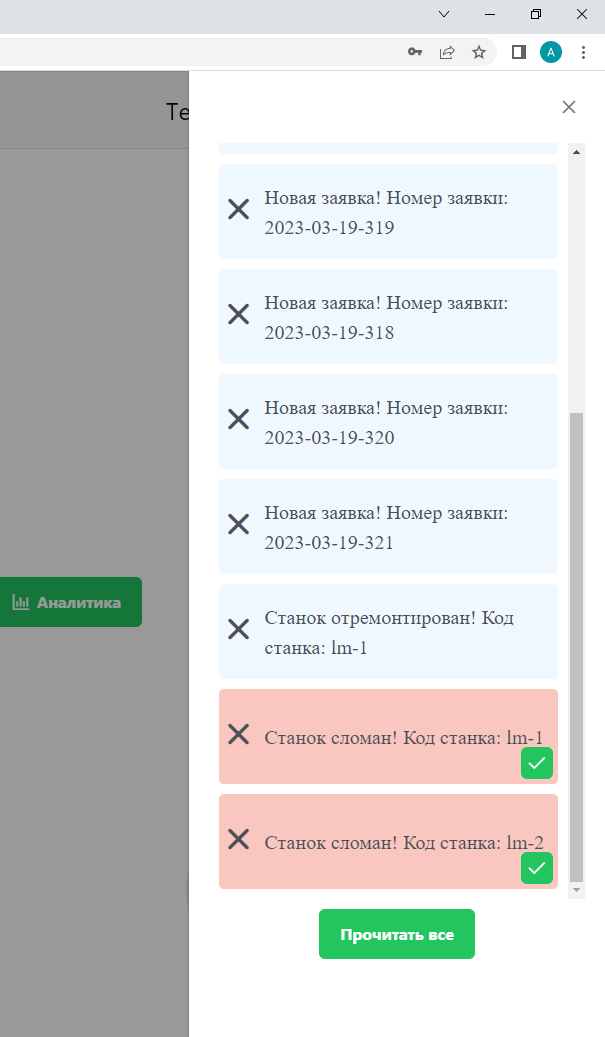 A
Те
Новая заявка! Номер заявки:
2023-03-19-319
Новая заявка! Номер заявки:
2023-03-19-318
Новая заявка! Номер заявки:
2023-03-19-320
Новая заявка! Номер заявки:
2023-03-19-321
Аналитика
Станок отремонтирован! Код
станка: lm-1
Станок сломан! Код станка: lm-1
Станок сломан! Код станка: lm-2
Прочитать все